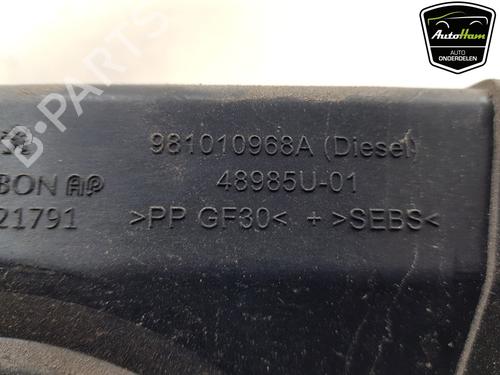 AutoHam
AUTO
ONDERDELEN
B-PARTS
981010968A (Diesel)
BON AP
48985U-01
21791
>PP GF30< + >SEBS<